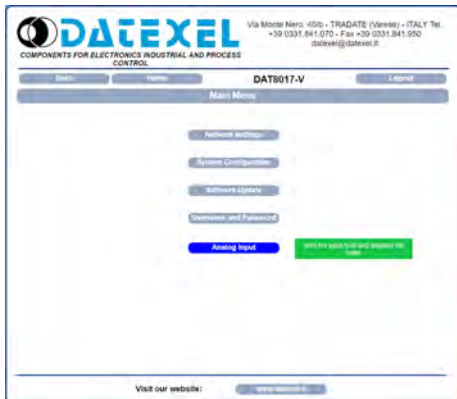 DATEXEL
Via Monte Nero, 40/b - TRADATE (Varese) - ITALY Tel.
+39 0331.841.070 - Fax +39 0331.841.950
datexel@datexel.it
COMPONENTS FOR ELECTRONICS INDUSTRIAL AND PROCESS
CONTROL
Back
Home
DAT8017-V
Logout
Main Menu
Network Settings
System Configuration
Software Update
Username and Password
Analog Input
Visit our website:
www.datexel.it